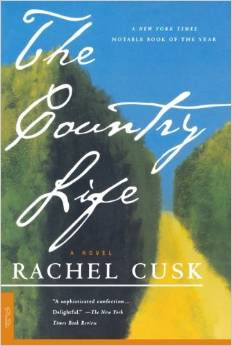 A NEW YORK TIMES
NOTABLE BOOK OF THE YEAR
The
Country
Life
A NOVEL
RACHEL CUSK
"A sophisticated confection...
Delightful." —The New York
Times Book Review